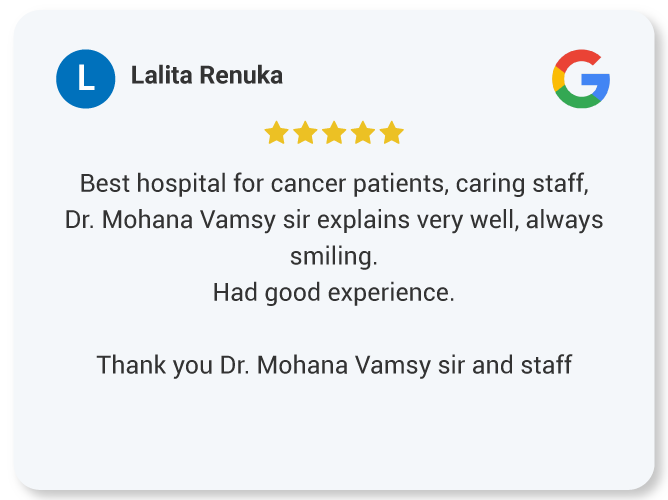 L
Lalita Renuka
Best hospital for cancer patients, caring staff,
Dr. Mohana Vamsy sir explains very well, always
smiling.
Had good experience.
Thank you Dr. Mohana Vamsy sir and staff